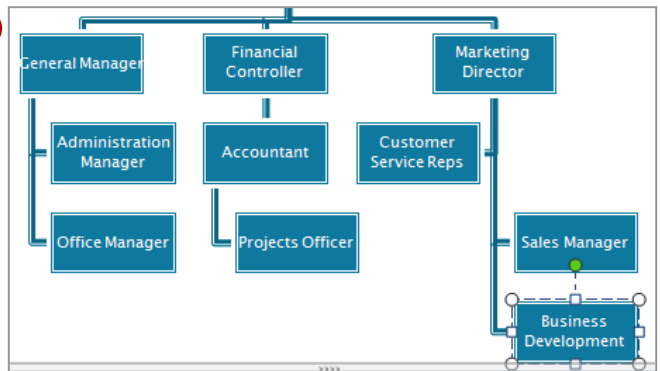 General Manager
Financial
Controller
Marketing
Director
Administration
Manager
Accountant
Customer
Service Reps
Office Manager
Projects Officer
Sales Manager
Business
Development